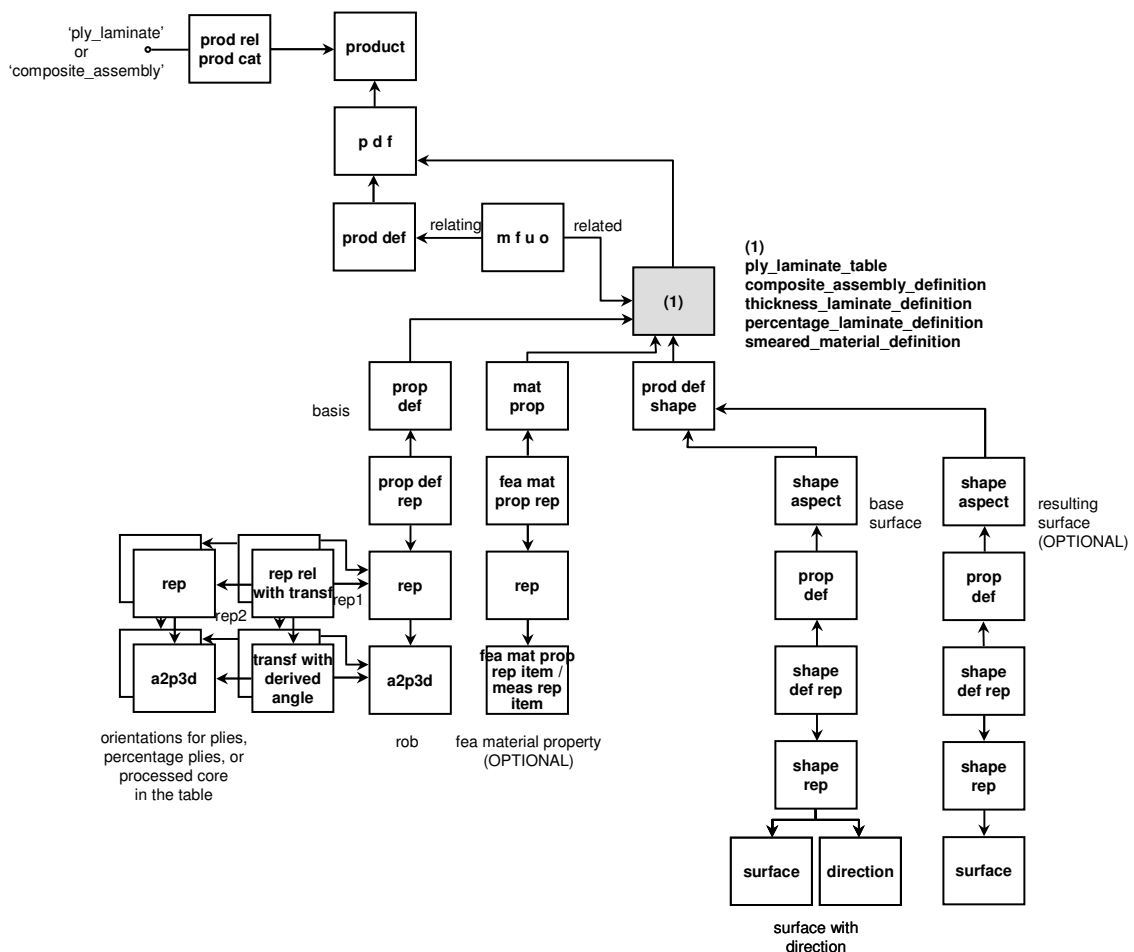 'ply_laminate'
or
'composite_assembly'
prod rel
prod cat
product
p d f
prod def
relating
m f u o
related
(1)
(1)
ply_laminate_table
composite_assembly_definition
thickness_laminate_definition
percentage_laminate_definition
smeared_material_definition
basis
prop
def
mat
prop
prod def
shape
prop def
rep
fea mat
prop rep
shape
aspect
base
surface
shape
aspect
resulting
surface
(OPTIONAL)
rep
rep rel
with transf
rep1
rep2
rep
rep
prop
def
prop
def
a2p3d
transf with
derived
angle
a2p3d
fea mat prop
rep item /
meas rep
item
shape
def rep
shape
def rep
orientations for plies,
percentage plies, or
processed core
in the table
rob
fea material property
(OPTIONAL)
shape
rep
shape
rep
surface
direction
surface
surface with
direction